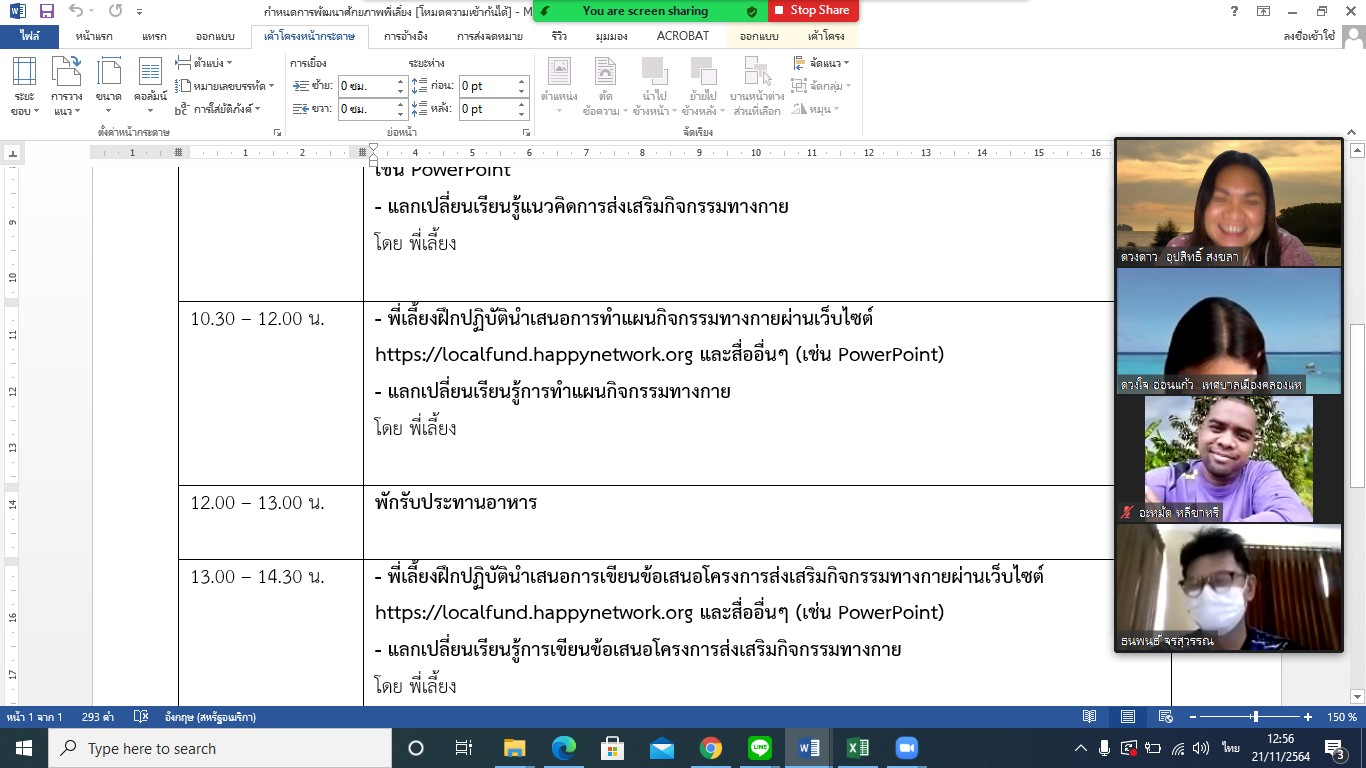 กำหนดการพัฒนาศักยภาพพี่เลี้ยง [โหมดความเข้ากันได้] - M
You are screen sharing
Stop Share
ไฟล์ หน้าแรก แทรก ออกแบบ เค้าโครงหน้ากระดาษ การอ้างอิง การส่งจดหมาย รีวิว มุมมอง ACROBAT ออกแบบ เค้าโครง ลงชื่อเข้าใช้
ระยะขอบ การวางแนว ขนาด คอลัมน์
ตัวแบ่ง
หมายเลขบรรทัด
การใส่ยัติภังค์
ตั้งค่าหน้ากระดาษ
การเยื้อง ระยะห่าง
ซ้าย: 0 ซม. ก่อน: 0 pt
ขวา: 0 ซม. หลัง: 0 pt
ย่อหน้า
ตำแหน่ง ตัดข้อความ นำไปข้างหน้า ย้ายไปข้างหลัง บานหน้าต่างส่วนที่เลือก
จัดแนว
จัดกลุ่ม
หมุน
จัดเรียง
1 1 2 1 2 3 4 5 6 7 8 9 10 11 12 13 14 15 16
9
10
11
12
13
14
16
17
เช่น PowerPoint
- แลกเปลี่ยนเรียนรู้แนวคิดการส่งเสริมกิจกรรมทางกาย
โดย พี่เลี้ยง
10.30 – 12.00 น.
- พี่เลี้ยงฝึกปฏิบัตินำเสนอการทำแผนกิจกรรมทางกายผ่านเว็บไซต์
https://localfund.happynetwork.org และสื่ออื่นๆ (เช่น PowerPoint)
- แลกเปลี่ยนเรียนรู้การทำแผนกิจกรรมทางกาย
โดย พี่เลี้ยง
12.00 – 13.00 น.
พักรับประทานอาหาร
13.00 – 14.30 น.
- พี่เลี้ยงฝึกปฏิบัตินำเสนอการเขียนข้อเสนอโครงการส่งเสริมกิจกรรมทางกายผ่านเว็บไซต์
https://localfund.happynetwork.org และสื่ออื่นๆ (เช่น PowerPoint)
- แลกเปลี่ยนเรียนรู้การเขียนข้อเสนอโครงการส่งเสริมกิจกรรมทางกาย
โดย พี่เลี้ยง
ดวงดาว อุปสิทธิ์ สงขลา
ดวงใจ อ่อนแก้ว เทศบาลเมืองคลองแห
อะหมัด หลีขาหรี
ธนพนธ์ จรสุวรรณ
หน้า 1 จาก 1 293 คำ อังกฤษ (สหรัฐอเมริกา) 150 %
Type here to search
LINE
ไทย
12:56
21/11/2564
3